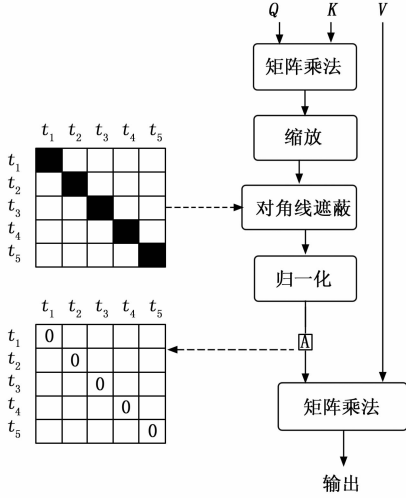 Q K V
矩阵乘法
缩放
t1 t2 t3 t4 t5
t1
t2
t3
t4
t5
对角线遮蔽
归一化
t1 t2 t3 t4 t5
t1 0
t2 0
t3 0
t4 0
t5 0
A
矩阵乘法
输出